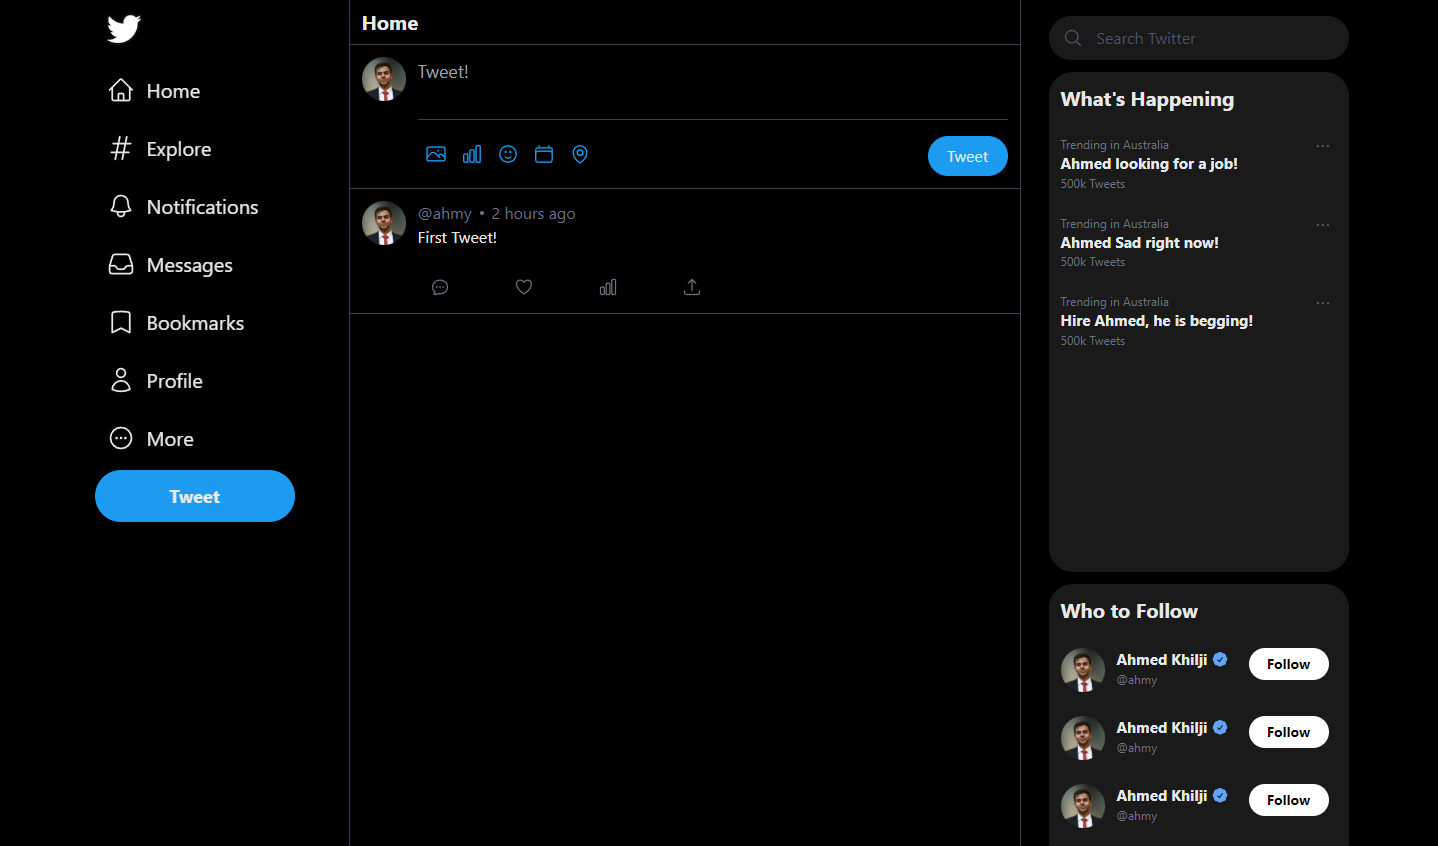 Home
Explore
Notifications
Messages
Bookmarks
Profile
More
Tweet
Home
Tweet!
Tweet
@ahmy • 2 hours ago
First Tweet!
Search Twitter
What's Happening
Trending in Australia
Ahmed looking for a job!
500k Tweets
Trending in Australia
Ahmed Sad right now!
500k Tweets
Trending in Australia
Hire Ahmed, he is begging!
500k Tweets
Who to Follow
Ahmed Khilji
@ahmy
Follow
Ahmed Khilji
@ahmy
Follow
Ahmed Khilji
@ahmy
Follow